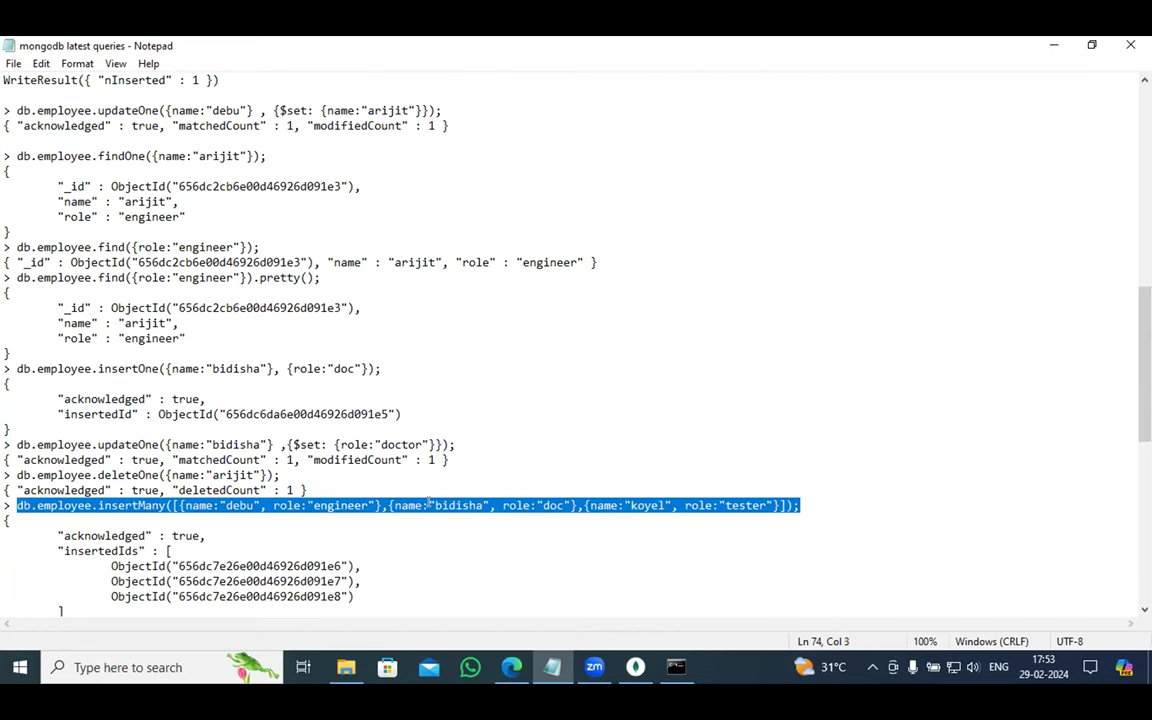 mongodb latest queries - Notepad
File Edit Format View Help
WriteResult({ "nInserted" : 1 })
> db.employee.updateOne({name:"debu"} , {$set: {name:"arijit"}});
{ "acknowledged" : true, "matchedCount" : 1, "modifiedCount" : 1 }
> db.employee.findOne({name:"arijit"});
{
"_id" : ObjectId("656dc2cb6e00d46926d091e3"),
"name" : "arijit",
"role" : "engineer"
}
> db.employee.find({role:"engineer"});
{ "_id" : ObjectId("656dc2cb6e00d46926d091e3"), "name" : "arijit", "role" : "engineer" }
> db.employee.find({role:"engineer"}).pretty();
{
"_id" : ObjectId("656dc2cb6e00d46926d091e3"),
"name" : "arijit",
"role" : "engineer"
}
> db.employee.insertOne({name:"bidisha"}, {role:"doc"});
{
"acknowledged" : true,
"insertedId" : ObjectId("656dc6da6e00d46926d091e5")
}
> db.employee.updateOne({name:"bidisha"} ,{$set: {role:"doctor"}});
{ "acknowledged" : true, "matchedCount" : 1, "modifiedCount" : 1 }
> db.employee.deleteOne({name:"arijit"});
{ "acknowledged" : true, "deletedCount" : 1 }
> db.employee.insertMany([{name:"debu", role:"engineer"},{name:"bidisha", role:"doc"},{name:"koyel", role:"tester"}]);
{
"acknowledged" : true,
"insertedIds" : [
ObjectId("656dc7e26e00d46926d091e6"),
ObjectId("656dc7e26e00d46926d091e7"),
ObjectId("656dc7e26e00d46926d091e8")
]
Ln 74, Col 3 100% Windows (CRLF) UTF-8
Type here to search zm 31°C ENG 17:53
29-02-2024